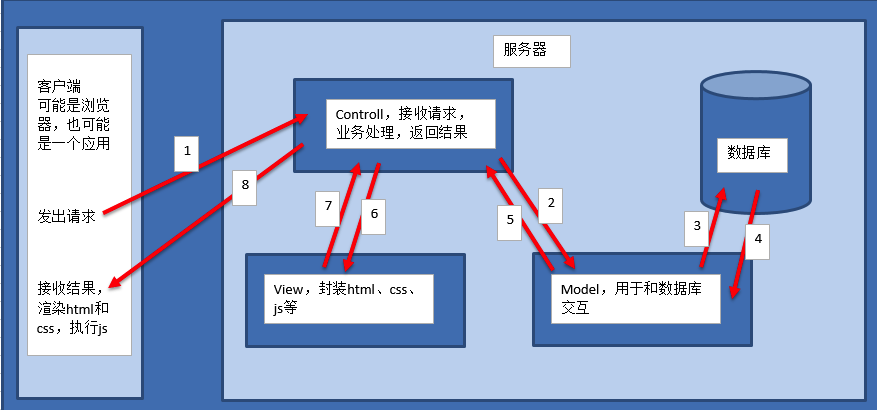 服务器
客户端
可能是浏览
器，也可能
是一个应用
发出请求
接收结果，
渲染html和
css，执行js
Controll，接收请求，
业务处理，返回结果
数据库
1
8
7
6
5
2
3
4
View，封装html、css、
js等
Model，用于和数据库
交互